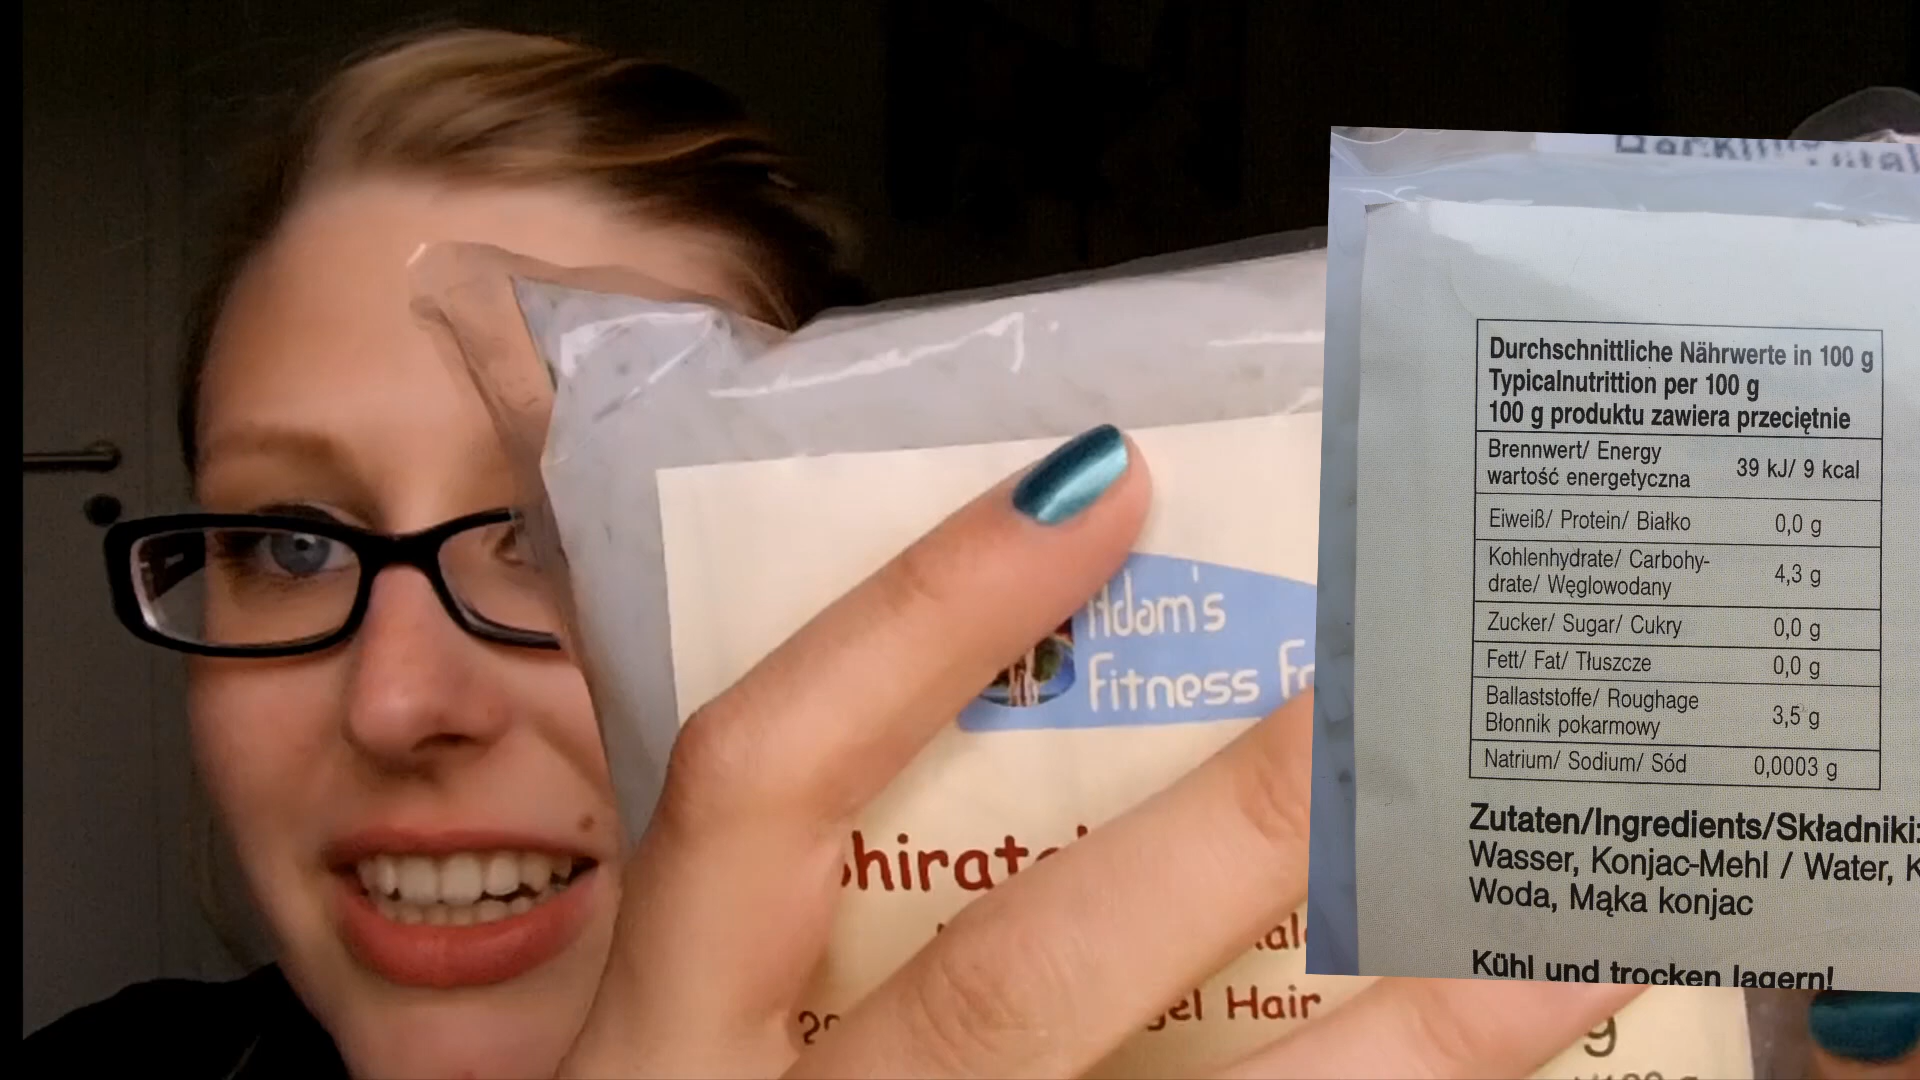 Adam's
Fitness
gel Hair
g
Durchschnittliche Nährwerte in 100 g
Typicalnutrittion per 100 g
100 g produktu zawiera przeciętnie
Brennwert/ Energy
wartość energetyczna 39 kJ/ 9 kcal
Eiweiß/ Protein/ Białko 0,0 g
Kohlenhydrate/ Carbohy-
drate/ Węglowodany 4,3 g
Zucker/ Sugar/ Cukry 0,0 g
Fett/ Fat/ Tłuszcze 0,0 g
Ballaststoffe/ Roughage
Błonnik pokarmowy 3,5 g
Natrium/ Sodium/ Sód 0,0003 g
Zutaten/Ingredients/Składniki:
Wasser, Konjac-Mehl / Water, K
Woda, Mąka konjac
Kühl und trocken lagern!